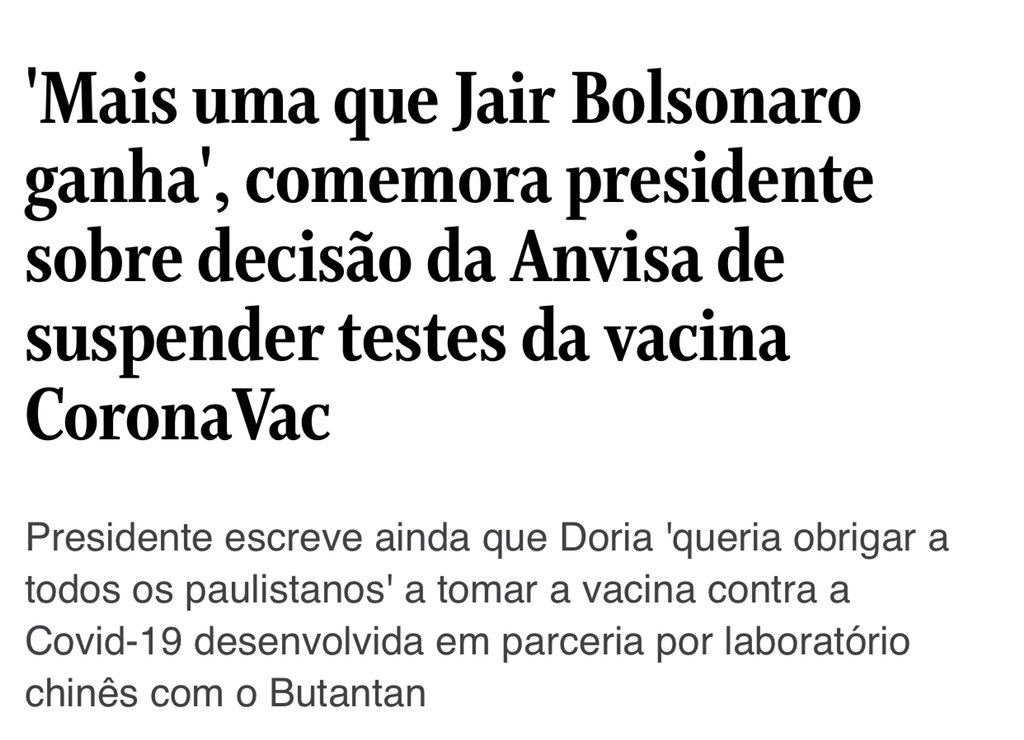 'Mais uma que Jair Bolsonaro
ganha', comemora presidente
sobre decisão da Anvisa de
suspender testes da vacina
CoronaVac
Presidente escreve ainda que Doria 'queria obrigar a
todos os paulistanos' a tomar a vacina contra a
Covid-19 desenvolvida em parceria por laboratório
chinês com o Butantan